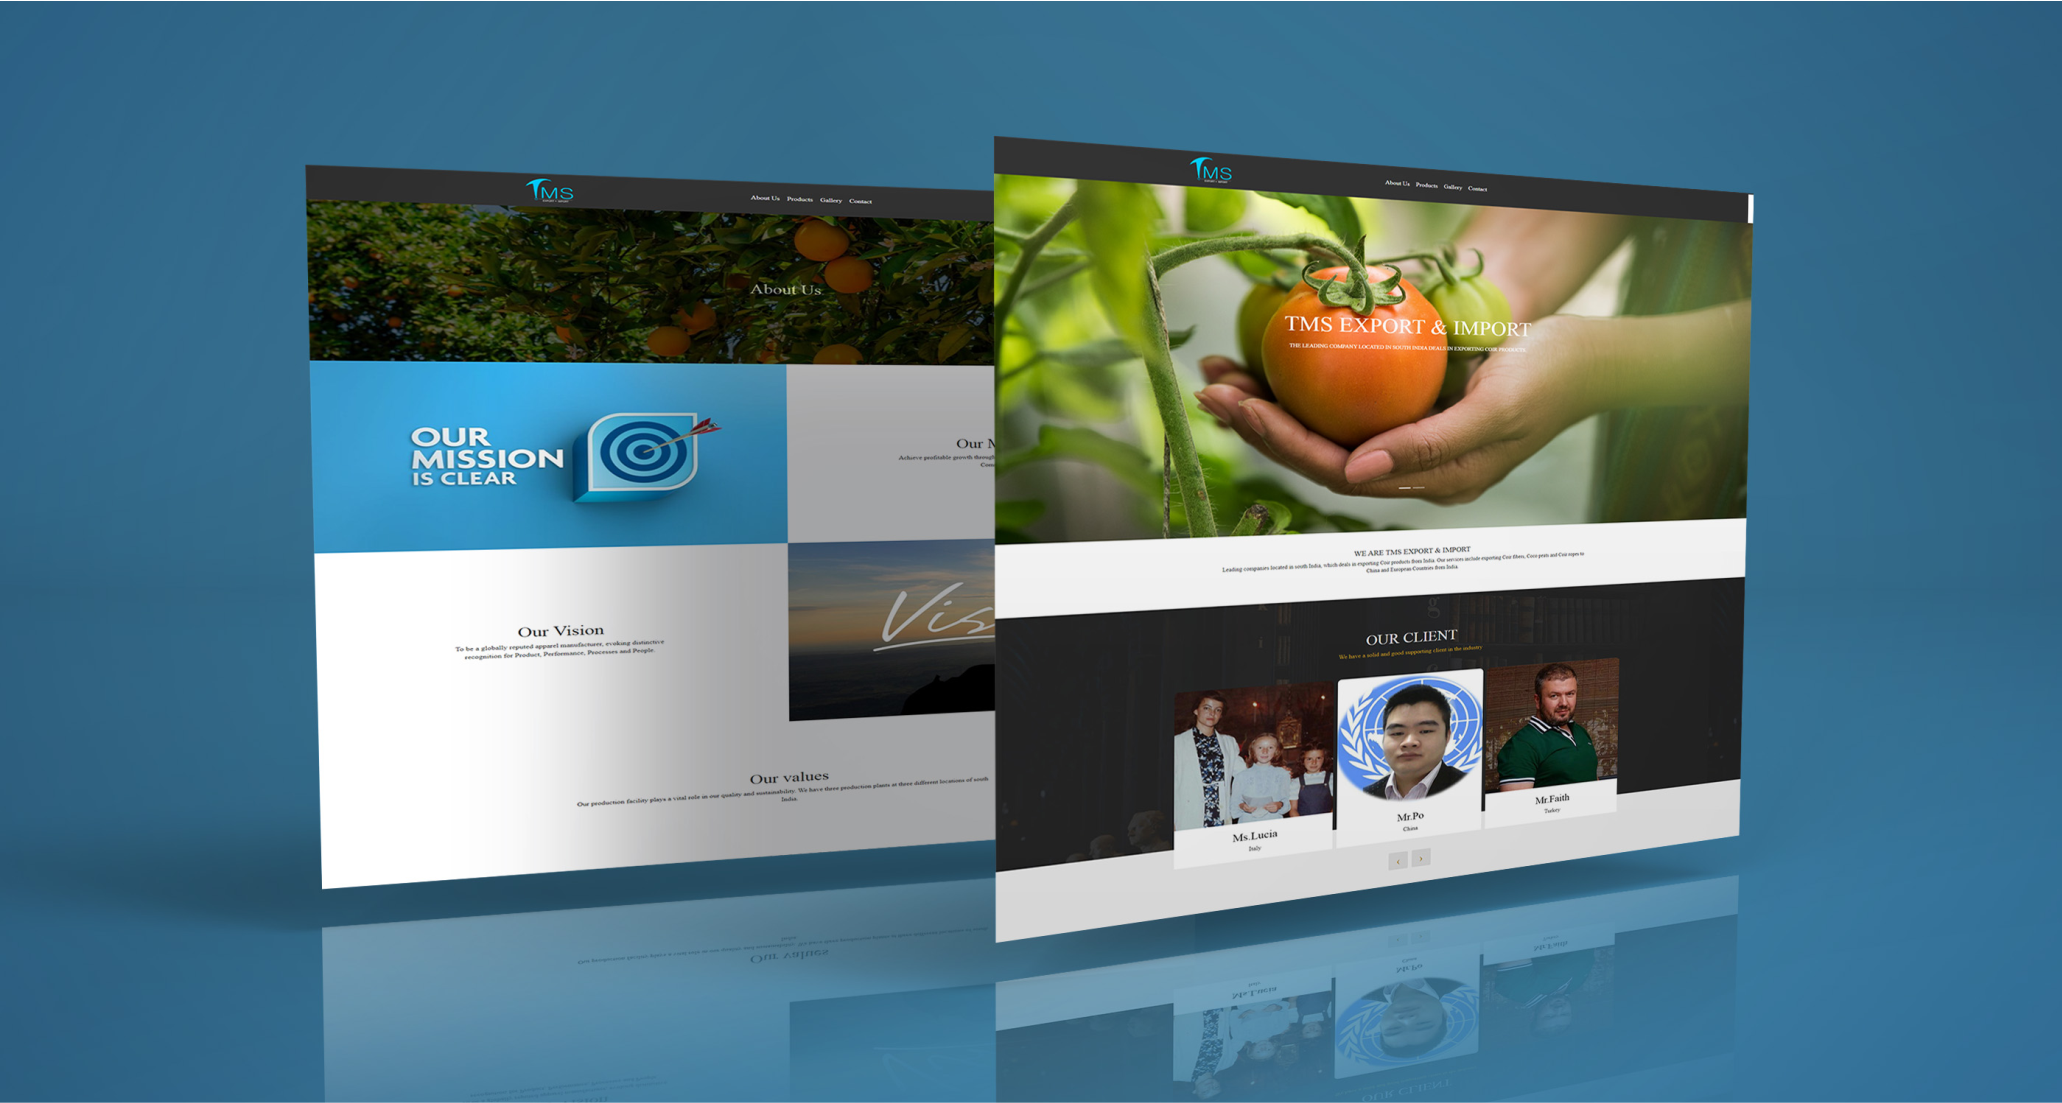 TMS
EXPORT & IMPORT
About Us Products Gallery Contact
About Us
OUR
MISSION
IS CLEAR
Our M
Achieve profitable growth through
Our Vision
To be a globally reputed apparel manufacturer, evoking distinctive
recognition for Product, Performance, Processes and People.
Vis
Our values
Our production facility plays a vital role in our quality and sustainability. We have three production plants at three different locations of south
India.
TMS
EXPORT & IMPORT
About Us Products Gallery Contact
TMS EXPORT & IMPORT
THE LEADING COMPANY LOCATED IN SOUTH INDIA DEALS IN EXPORTING COIR PRODUCTS
WE ARE TMS EXPORT & IMPORT
Leading companies located in south India, which deals in exporting Coir products from India. Our services include exporting Coir fibers, Coco peats and Coir ropes to
China and European Countries from India
OUR CLIENT
We have a solid and good supporting client in the industry
Ms.Lucia
Italy
Mr.Po
China
Mr.Faith
Turkey